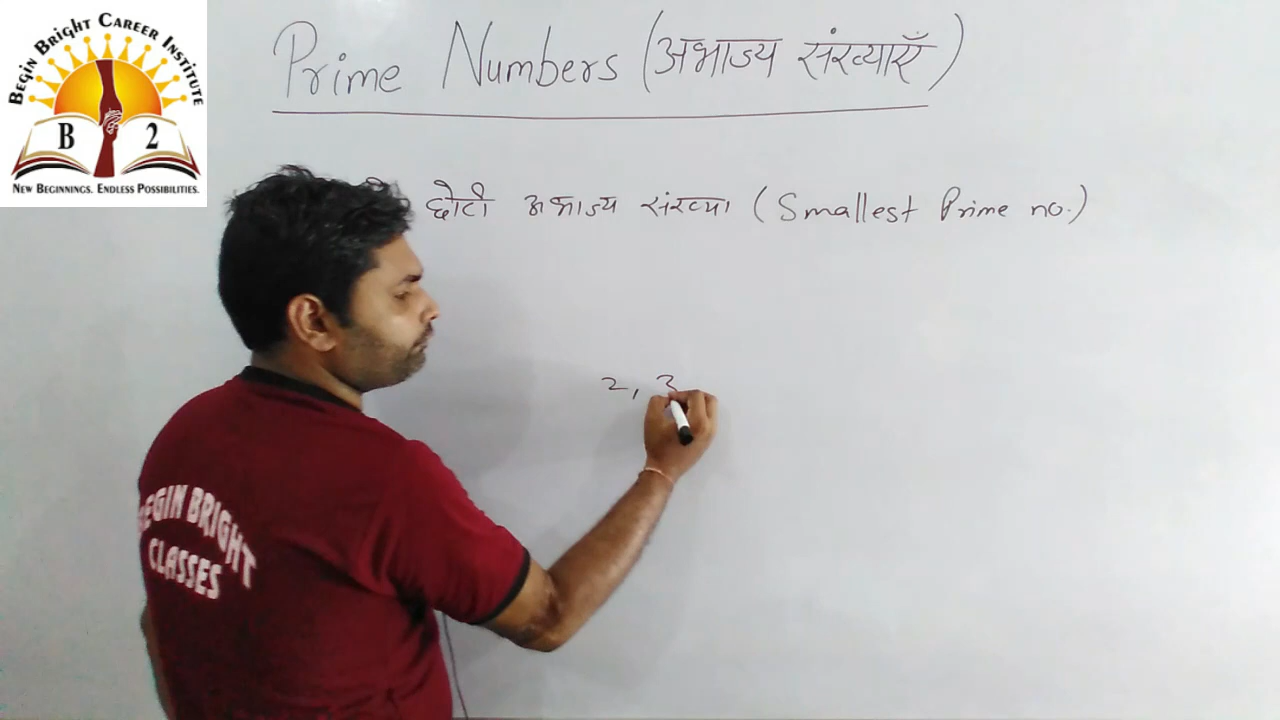 Begin Bright Career Institute
B 2
New Beginnings. Endless Possibilities.
Prime Numbers (अभाज्य संख्याएँ)
छोटी अभाज्य संख्या (Smallest Prime no.)
2, 3
BEGIN BRIGHT
CLASSES